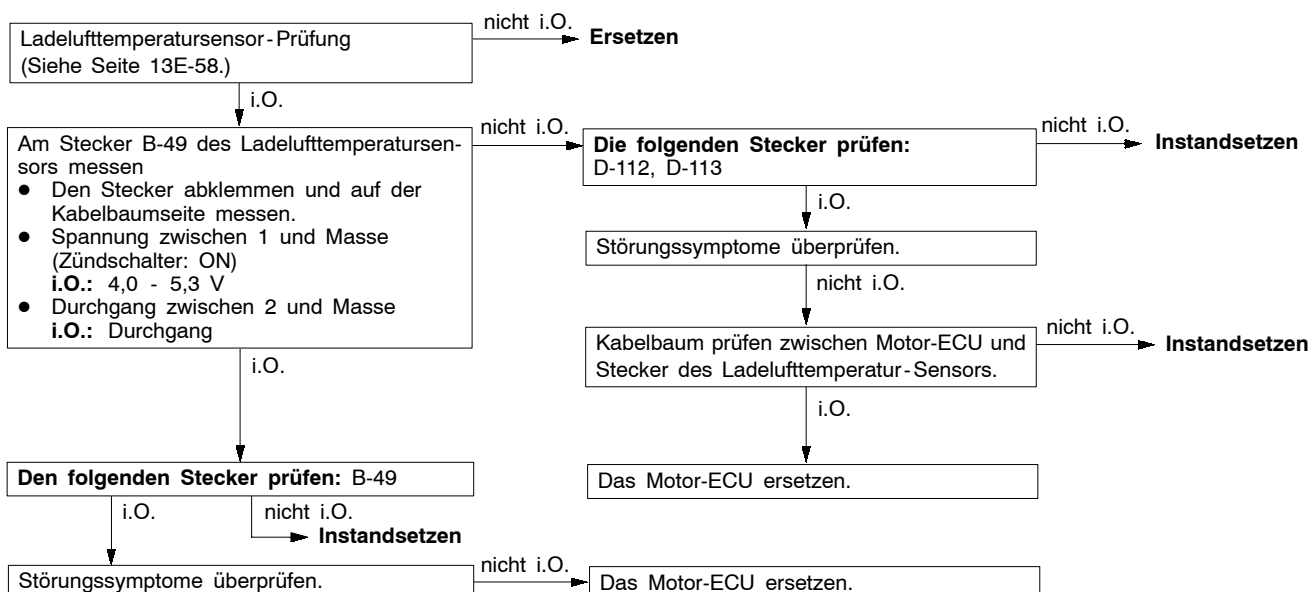 Ladelufttemperatursensor-Prüfung
(Siehe Seite 13E-58.)
nicht i.O.
Ersetzen
i.O.
Am Stecker B-49 des Ladelufttemperatursen-
sors messen
● Den Stecker abklemmen und auf der
Kabelbaumseite messen.
● Spannung zwischen 1 und Masse
(Zündschalter: ON)
i.O.: 4,0 - 5,3 V
● Durchgang zwischen 2 und Masse
i.O.: Durchgang
nicht i.O.
Die folgenden Stecker prüfen:
D-112, D-113
nicht i.O.
Instandsetzen
i.O.
Störungssymptome überprüfen.
nicht i.O.
Kabelbaum prüfen zwischen Motor-ECU und
Stecker des Ladelufttemperatur-Sensors.
nicht i.O.
Instandsetzen
i.O.
Das Motor-ECU ersetzen.
i.O.
Den folgenden Stecker prüfen: B-49
i.O.
nicht i.O.
Instandsetzen
Störungssymptome überprüfen.
nicht i.O.
Das Motor-ECU ersetzen.